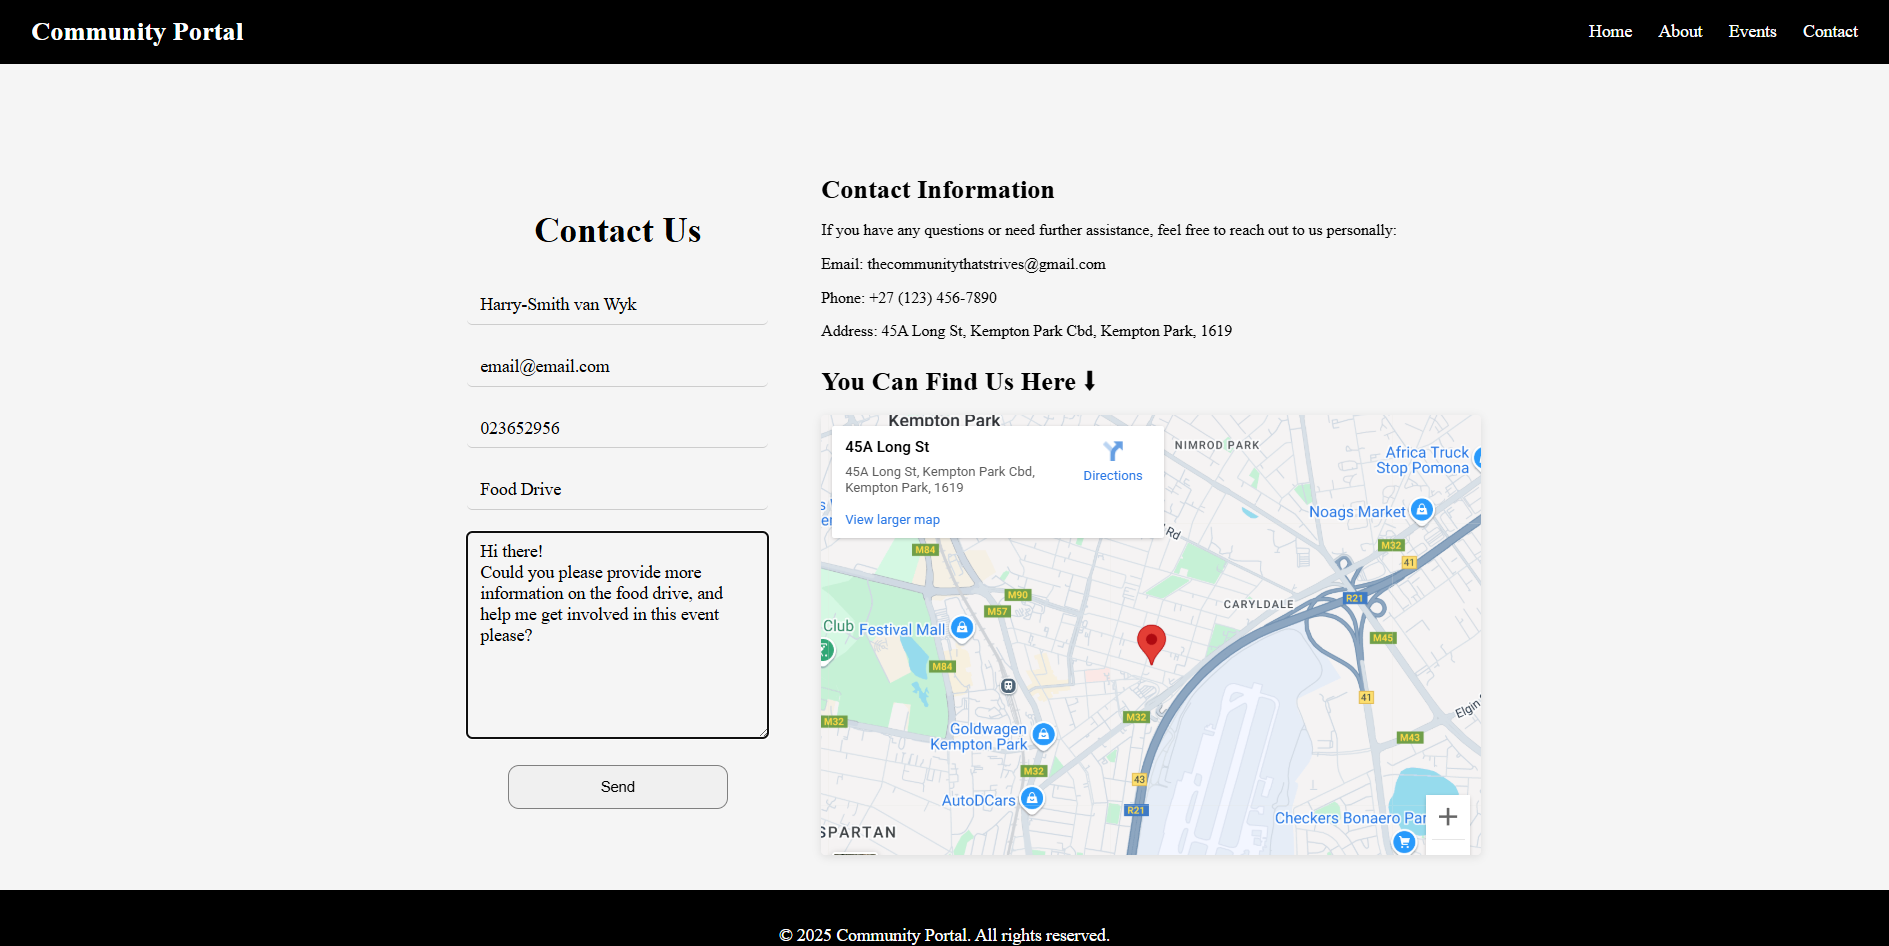 Community Portal
Home
About
Events
Contact
Contact Us
Harry-Smith van Wyk
email@email.com
023652956
Food Drive
Hi there!
Could you please provide more
information on the food drive, and
help me get involved in this event
please?
Send
Contact Information
If you have any questions or need further assistance, feel free to reach out to us personally:
Email: thecommunitythatstrives@gmail.com
Phone: +27 (123) 456-7890
Address: 45A Long St, Kempton Park Cbd, Kempton Park, 1619
You Can Find Us Here ⬇
Kempton Park
45A Long St
45A Long St, Kempton Park Cbd,
Kempton Park, 1619
Directions
View larger map
NIMROD PARK
Africa Truck
Stop Pomona
Noags Market
Rd
M84
M32
41
M90
M57
CARYLDALE
R21
Club
Festival Mall
M45
M84
41
Elgin
M32
M32
Goldwagen
Kempton Park
M43
M32
43
AutoDCars
R21
Checkers Bonaero Par
SPARTAN
© 2025 Community Portal. All rights reserved.